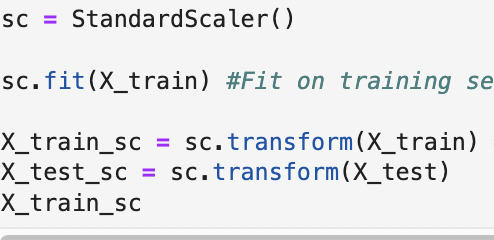 sc = StandardScaler()
sc.fit(X_train) #Fit on training se
X_train_sc = sc.transform(X_train)
X_test_sc = sc.transform(X_test)
X_train_sc